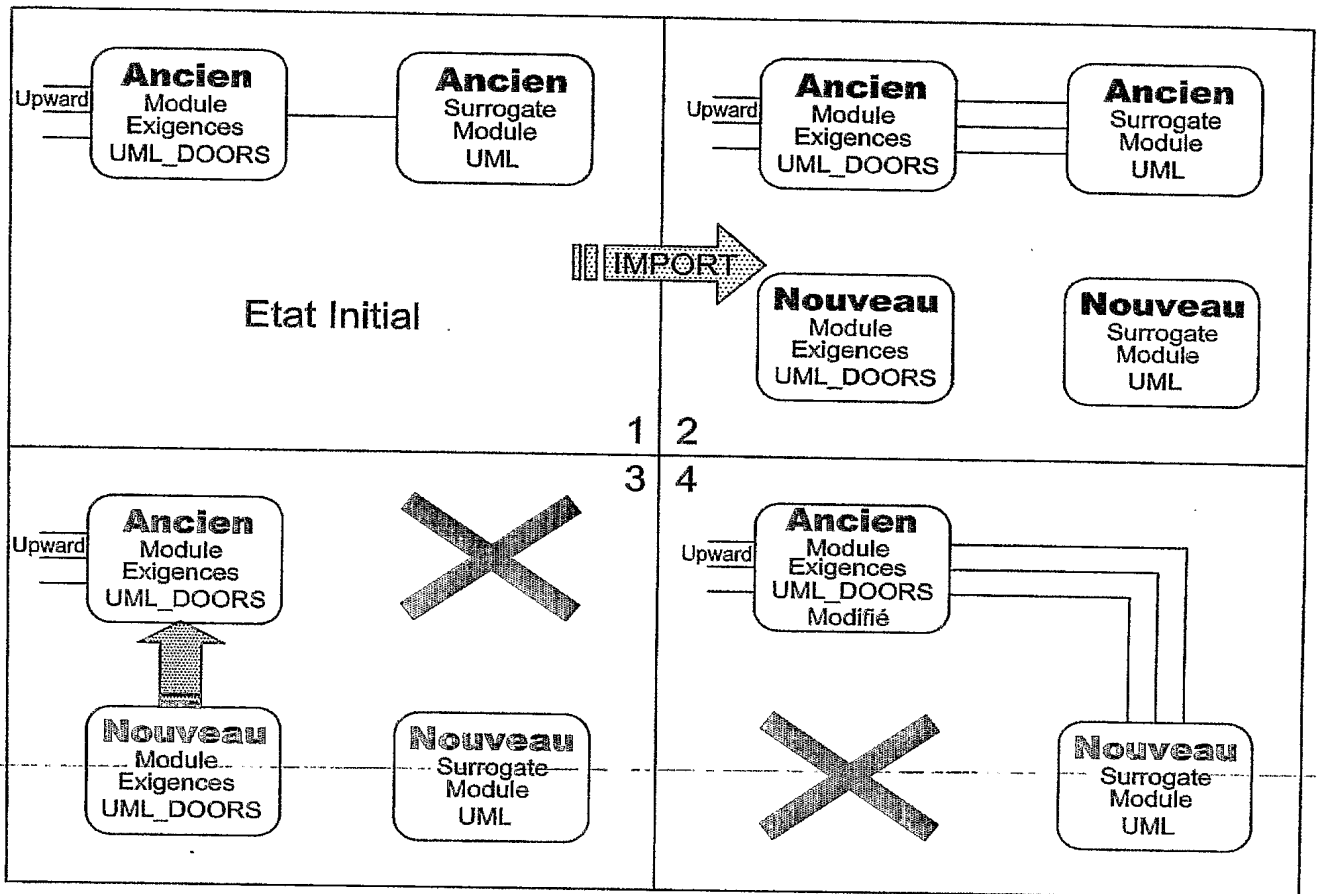 Upward
Ancien
Module
Exigences
UML_DOORS
Ancien
Surrogate
Module
UML
Etat Initial
1
IMPORT
Upward
Ancien
Module
Exigences
UML_DOORS
Ancien
Surrogate
Module
UML
Nouveau
Module
Exigences
UML_DOORS
Nouveau
Surrogate
Module
UML
2
3
Upward
Ancien
Module
Exigences
UML_DOORS
Nouveau
Module
Exigences
UML_DOORS
Nouveau
Surrogate
Module
UML
4
Upward
Ancien
Module
Exigences
UML_DOORS
Modifié
Nouveau
Surrogate
Module
UML